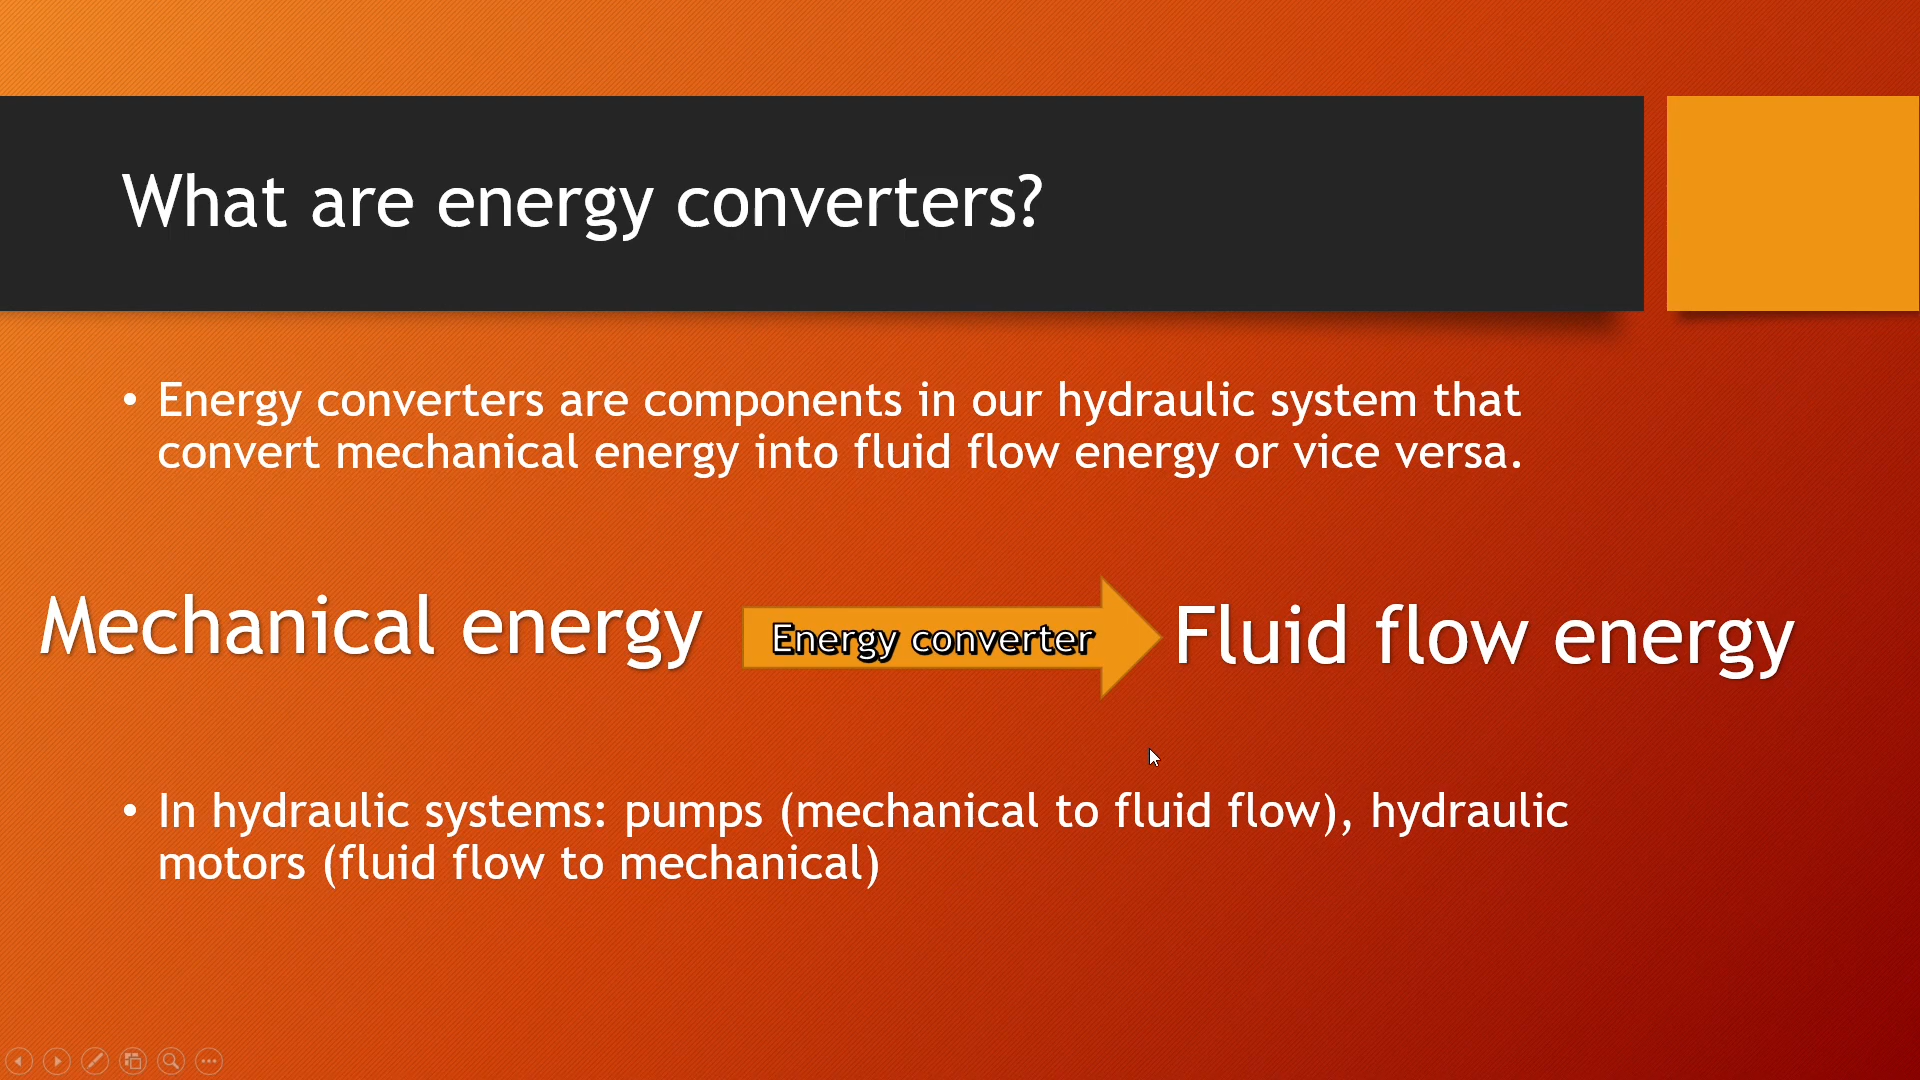 What are energy converters?
• Energy converters are components in our hydraulic system that
convert mechanical energy into fluid flow energy or vice versa.
Mechanical energy
Energy converter
Fluid flow energy
• In hydraulic systems: pumps (mechanical to fluid flow), hydraulic
motors (fluid flow to mechanical)